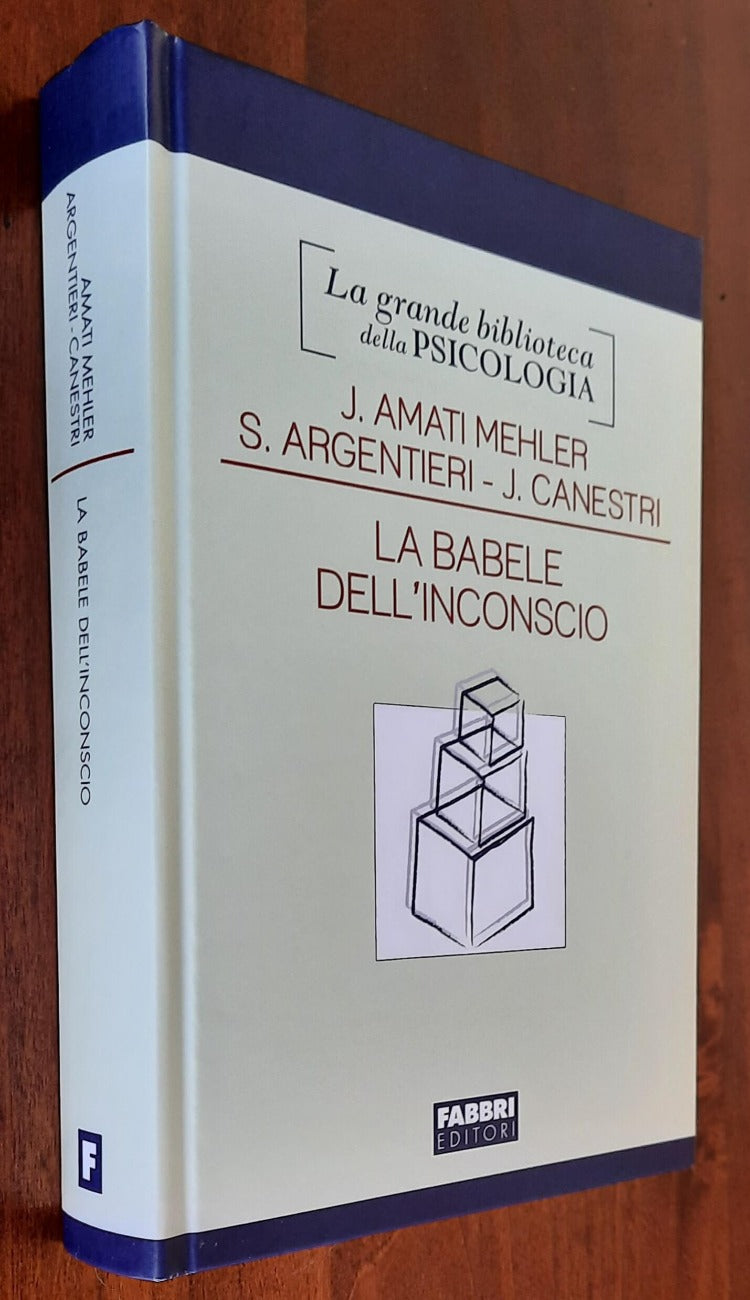 AMATI MEHLER
ARGENTIERI - CANESTRI
LA BABELE DELL'INCONSCIO
F
La grande biblioteca
della PSICOLOGIA
J. AMATI MEHLER
S. ARGENTIERI - J. CANESTRI
LA BABELE
DELL'INCONSCIO
FABBRI
EDITORI